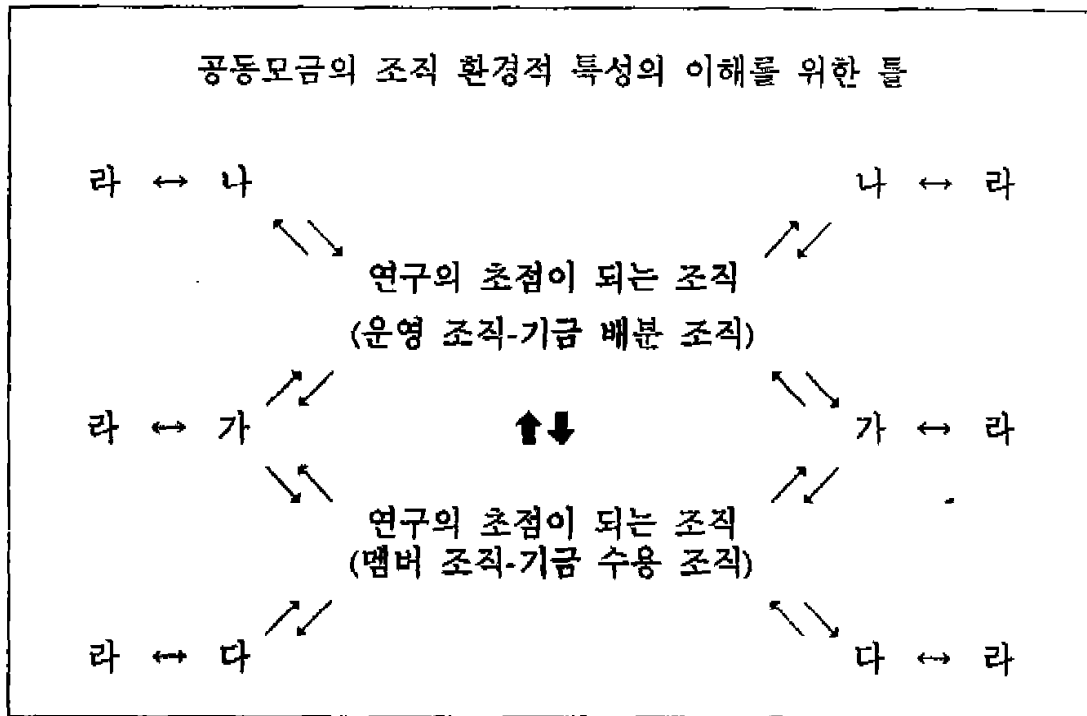 공동모금의 조직 환경적 특성의 이해를 위한 틀
라 ↔ 나 나 ↔ 라
연구의 초점이 되는 조직
(운영 조직-기금 배분 조직)
라 ↔ 가 가 ↔ 라
연구의 초점이 되는 조직
(맴버 조직-기금 수용 조직)
라 ↔ 다 다 ↔ 라